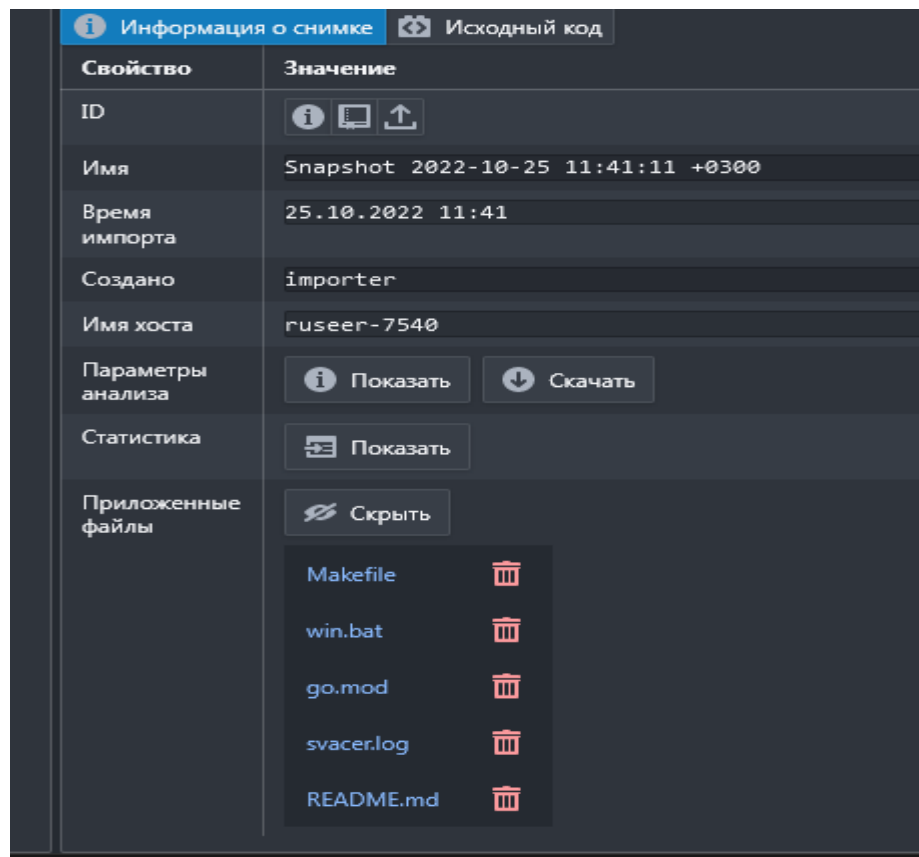 Информация о снимке Исходный код
Свойство Значение
ID
Имя Snapshot 2022-10-25 11:41:11 +0300
Время 25.10.2022 11:41
импорта
Создано importer
Имя хоста ruseer-7540
Параметры
анализа Показать Скачать
Статистика Показать
Приложенные
файлы Скрыть
Makefile
win.bat
go.mod
svacer.log
README.md